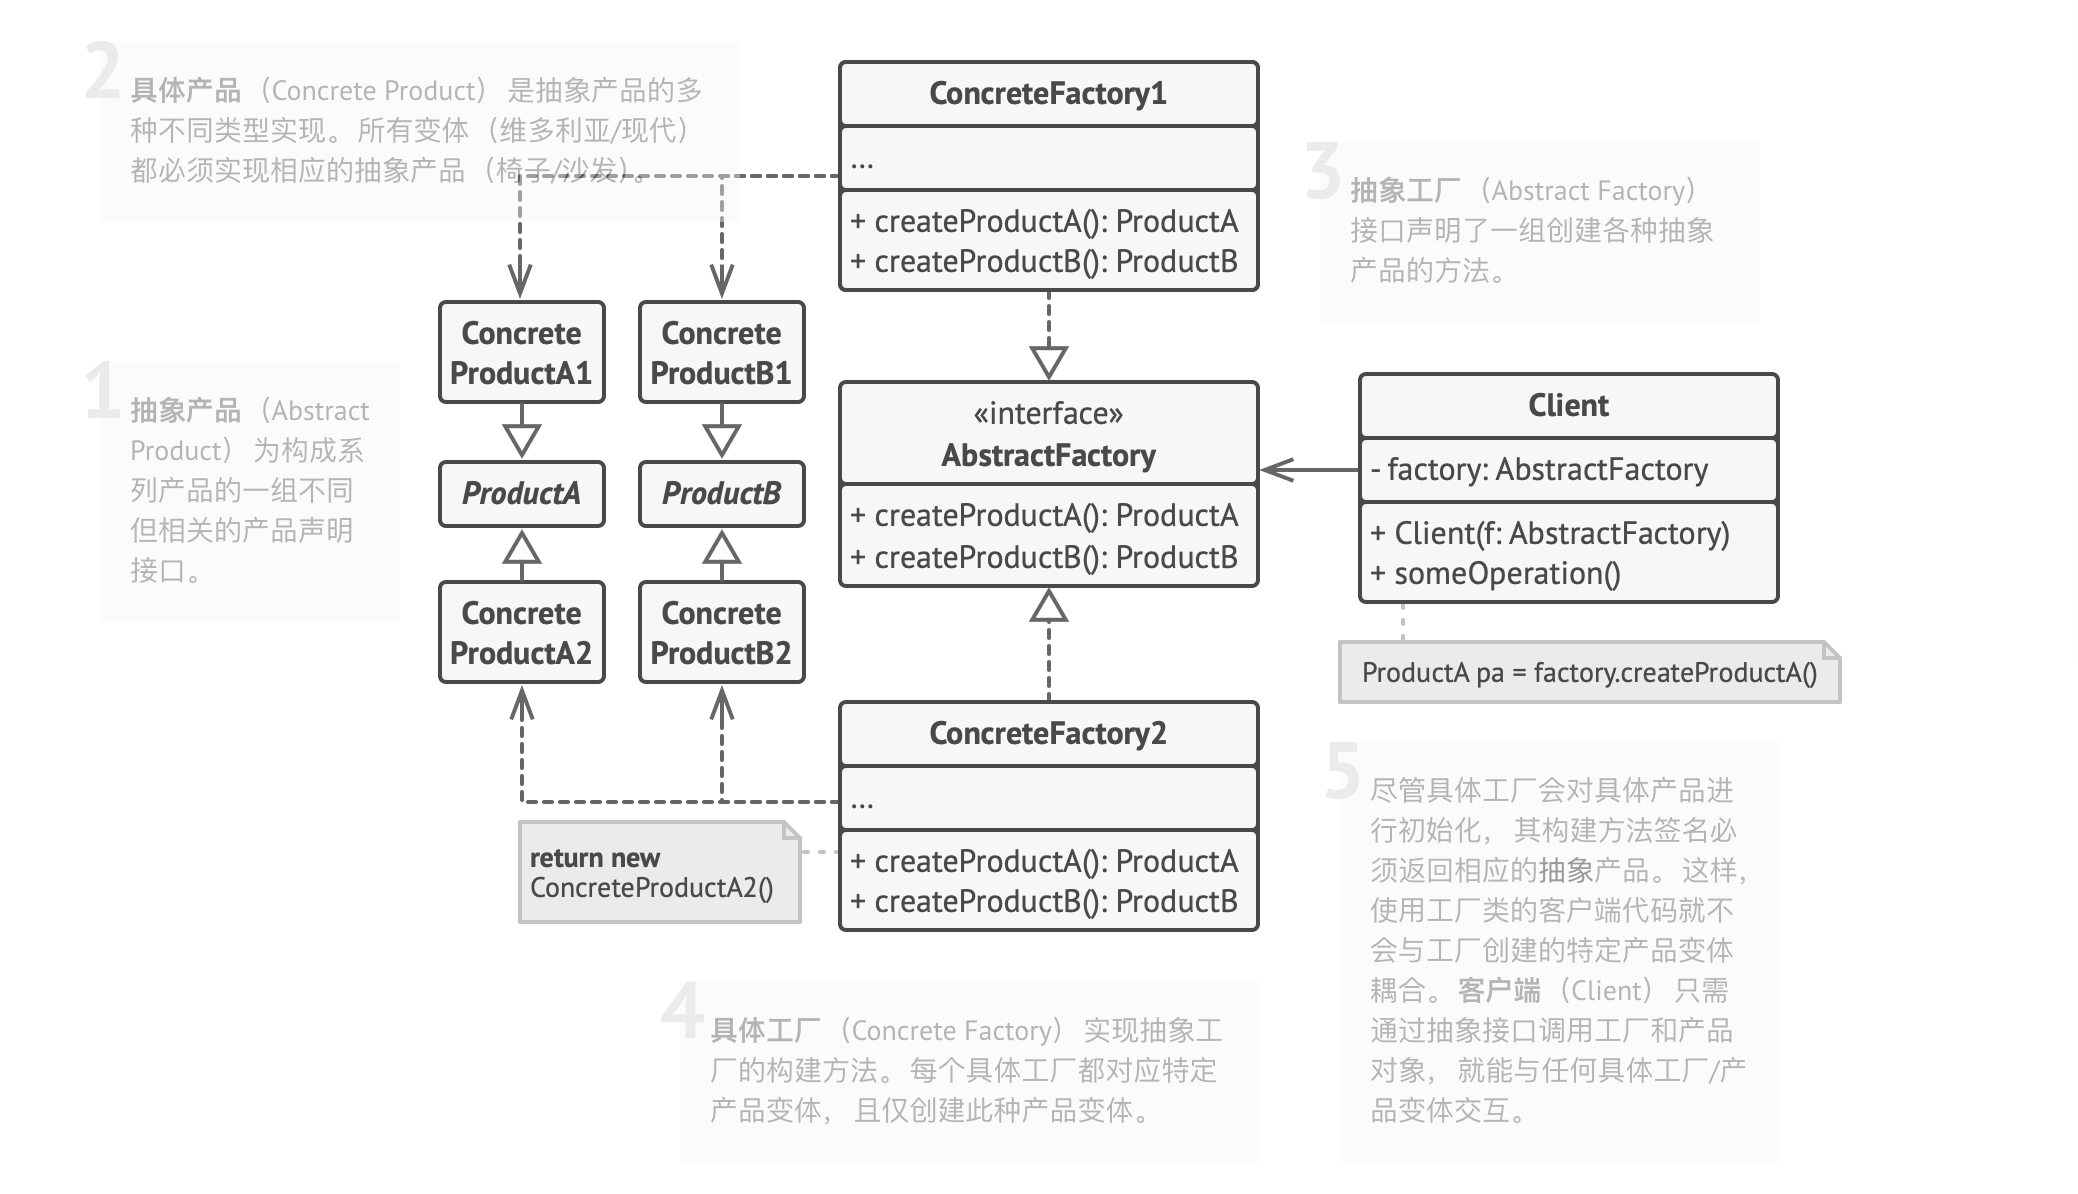 2
具体产品（Concrete Product） 是抽象产品的多
种不同类型实现。 所有变体（维多利亚/现代）
都必须实现相应的抽象产品（椅子/沙发）。
1
抽象产品（Abstract
Product） 为构成系
列产品的一组不同
但相关的产品声明
接口。
Concrete
ProductA1
Concrete
ProductB1
ProductA
ProductB
Concrete
ProductA2
Concrete
ProductB2
ConcreteFactory1
...
+ createProductA(): ProductA
+ createProductB(): ProductB
«interface»
AbstractFactory
+ createProductA(): ProductA
+ createProductB(): ProductB
ConcreteFactory2
...
+ createProductA(): ProductA
+ createProductB(): ProductB
return new
ConcreteProductA2()
3
抽象工厂（Abstract Factory）
接口声明了一组创建各种抽象
产品的方法。
Client
- factory: AbstractFactory
+ Client(f: AbstractFactory)
+ someOperation()
ProductA pa = factory.createProductA()
4
具体工厂（Concrete Factory） 实现抽象工
厂的构建方法。 每个具体工厂都对应特定
产品变体， 且仅创建此种产品变体。
5
尽管具体工厂会对具体产品进
行初始化， 其构建方法签名必
须返回相应的抽象产品。 这样，
使用工厂类的客户端代码就不
会与工厂创建的特定产品变体
耦合。 客户端（Client） 只需
通过抽象接口调用工厂和产品
对象， 就能与任何具体工厂/产
品变体交互。